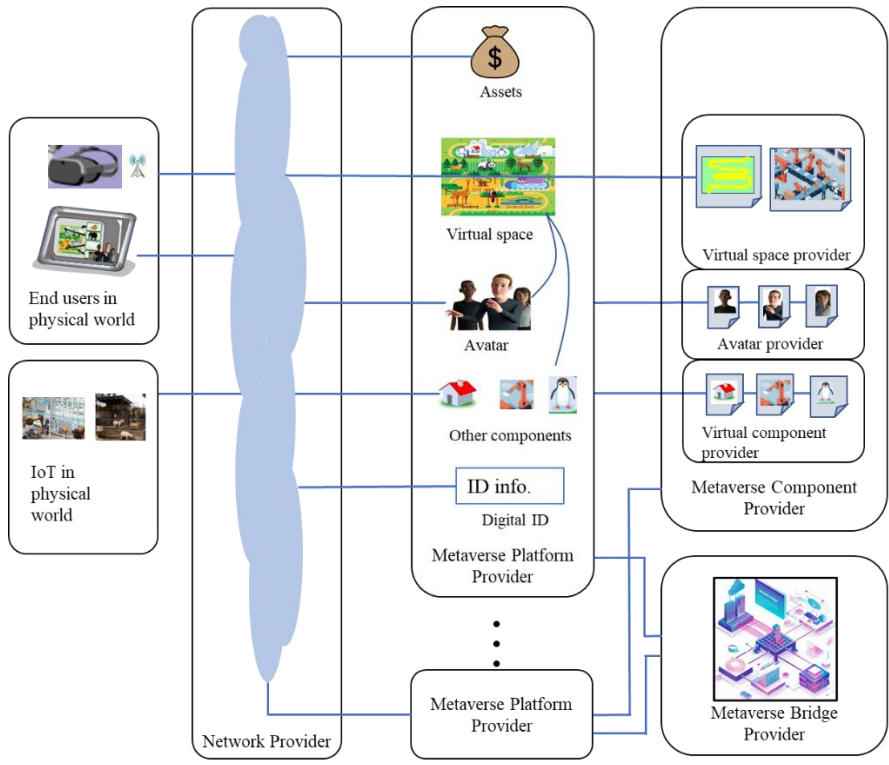 $
Assets
Virtual space
Virtual space provider
End users in
physical world
Avatar
Avatar provider
Other components
Virtual component
provider
IoT in
physical
world
ID info.
Digital ID
Metaverse Component
Provider
Metaverse Platform
Provider
Metaverse Platform
Provider
Metaverse Bridge
Provider
Network Provider